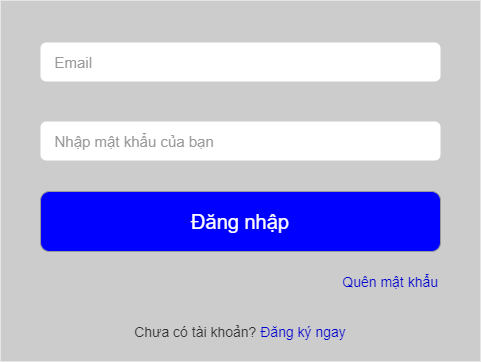 Email
Nhập mật khẩu của bạn
Đăng nhập
Quên mật khẩu
Chưa có tài khoản? Đăng ký ngay